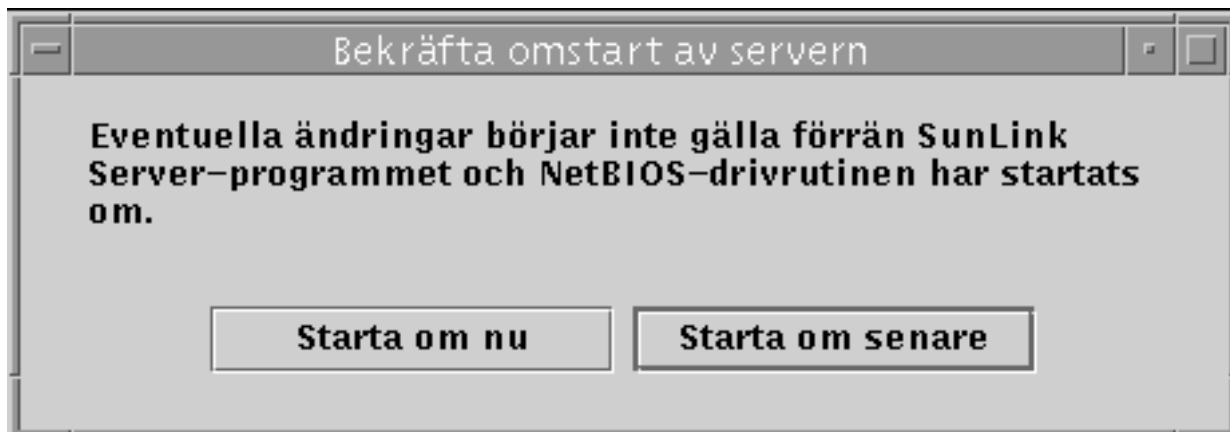 Bekräfta omstart av servern
Eventuella ändringar börjar inte gälla förrän SunLink
Server-programmet och NetBIOS-drivrutinen har startats
om.
Starta om nu
Starta om senare